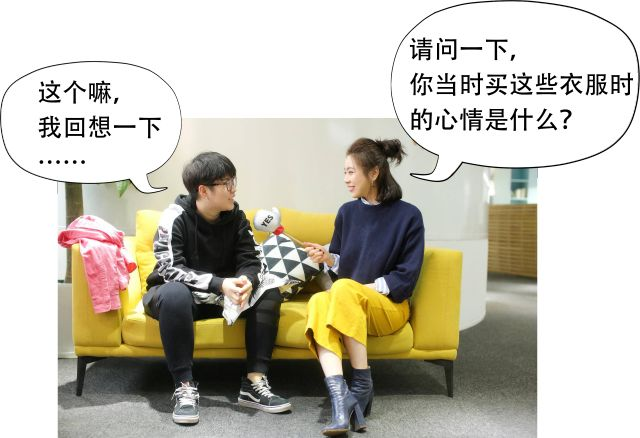 请问一下，
你当时买这些衣服时
的心情是什么？
这个嘛，
我回想一下
……
YES